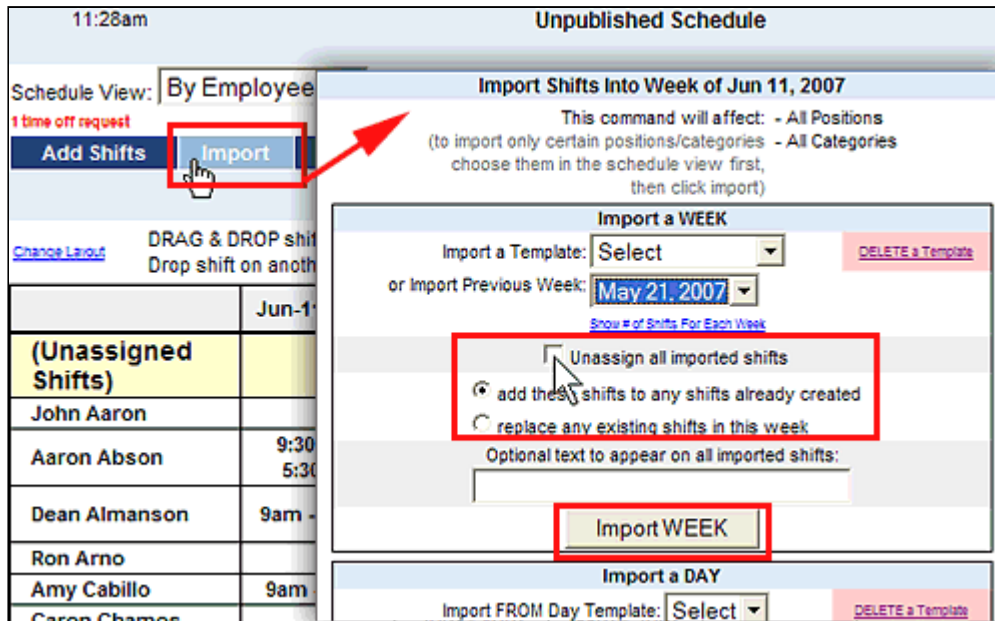 11:28am
Unpublished Schedule
Schedule View: By Employee
1 time off request
Add Shifts
Import
Change Layout
DRAG & DROP
Drop shift on
(Unassigned
Shifts)
John Aaron
Aaron Abson
9:30
Dean Almanson
9am -
Ron Arno
Amy Cabillo
9am
Import Shifts Into Week of Jun 11, 2007
This command will affect: - All Positions
(to import only certain positions/categories - All Categories
choose them in the schedule view first,
then click import)
Import a WEEK
Import a Template: Select
DELETE a Template
or Import Previous Week: May 21, 2007
Show # of Shifts For Each Week
Unassign all imported shifts
add these shifts to any shifts already created
replace any existing shifts in this week
Optional text to appear on all imported shifts:
Import WEEK
Import a DAY
Import FROM Day Template: Select
DELETE a Template